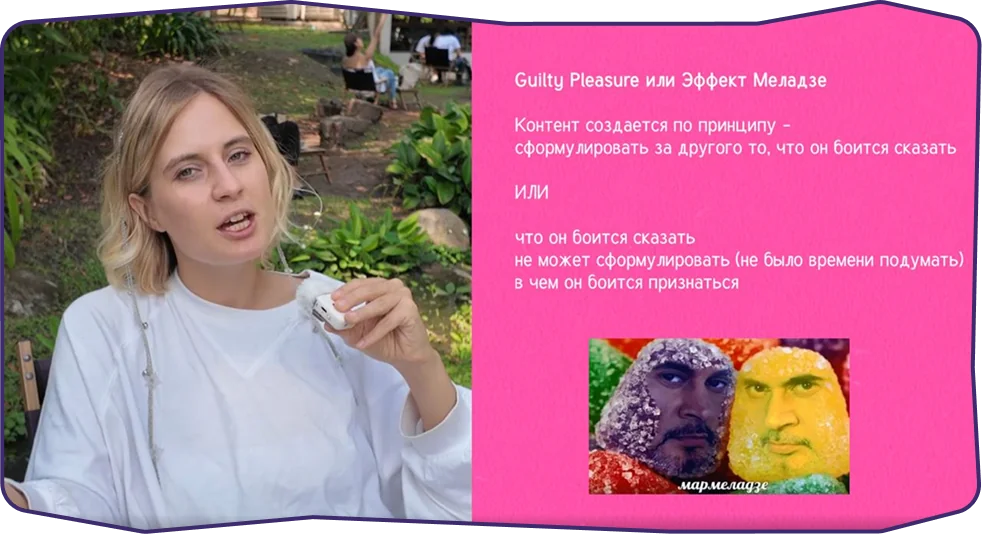 Guilty Pleasure или Эффект Меладзе
Контент создается по принципу –
сформулировать за другого то, что он боится сказать
ИЛИ
что он боится сказать
не может сформулировать (не было времени подумать)
в чем он боится признаться
мармеладзе